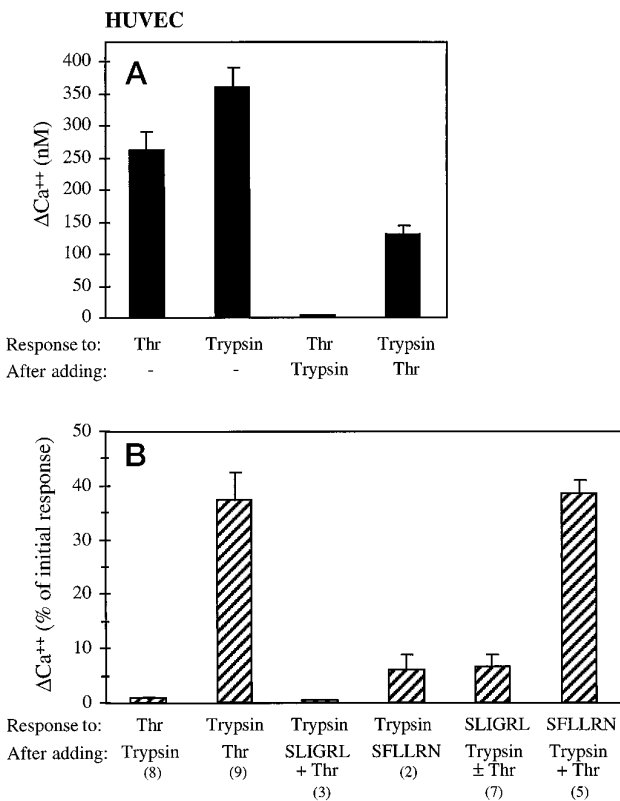 HUVEC
A
ΔCa++ (nM)
400
350
300
250
200
150
100
50
0
Response to: Thr Trypsin Thr Trypsin
After adding: - - Trypsin Thr
B
ΔCa++ (% of initial response)
50
40
30
20
10
0
Response to: Thr Trypsin Trypsin Trypsin SLIGRL SFLLRN
After adding: Trypsin Thr SLIGRL SFLLRN Trypsin Trypsin
(8) (9) + Thr (2) ± Thr + Thr
(3) (7) (5)